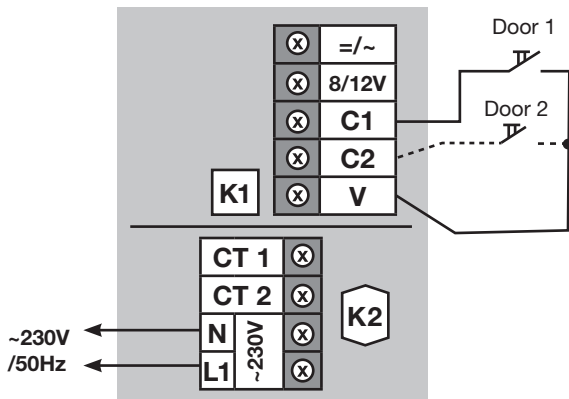 Door 1
=/~
8/12V
Door 2
C1
C2
K1
V
CT 1
CT 2
K2
~230V
/50Hz
N
L1
~230V